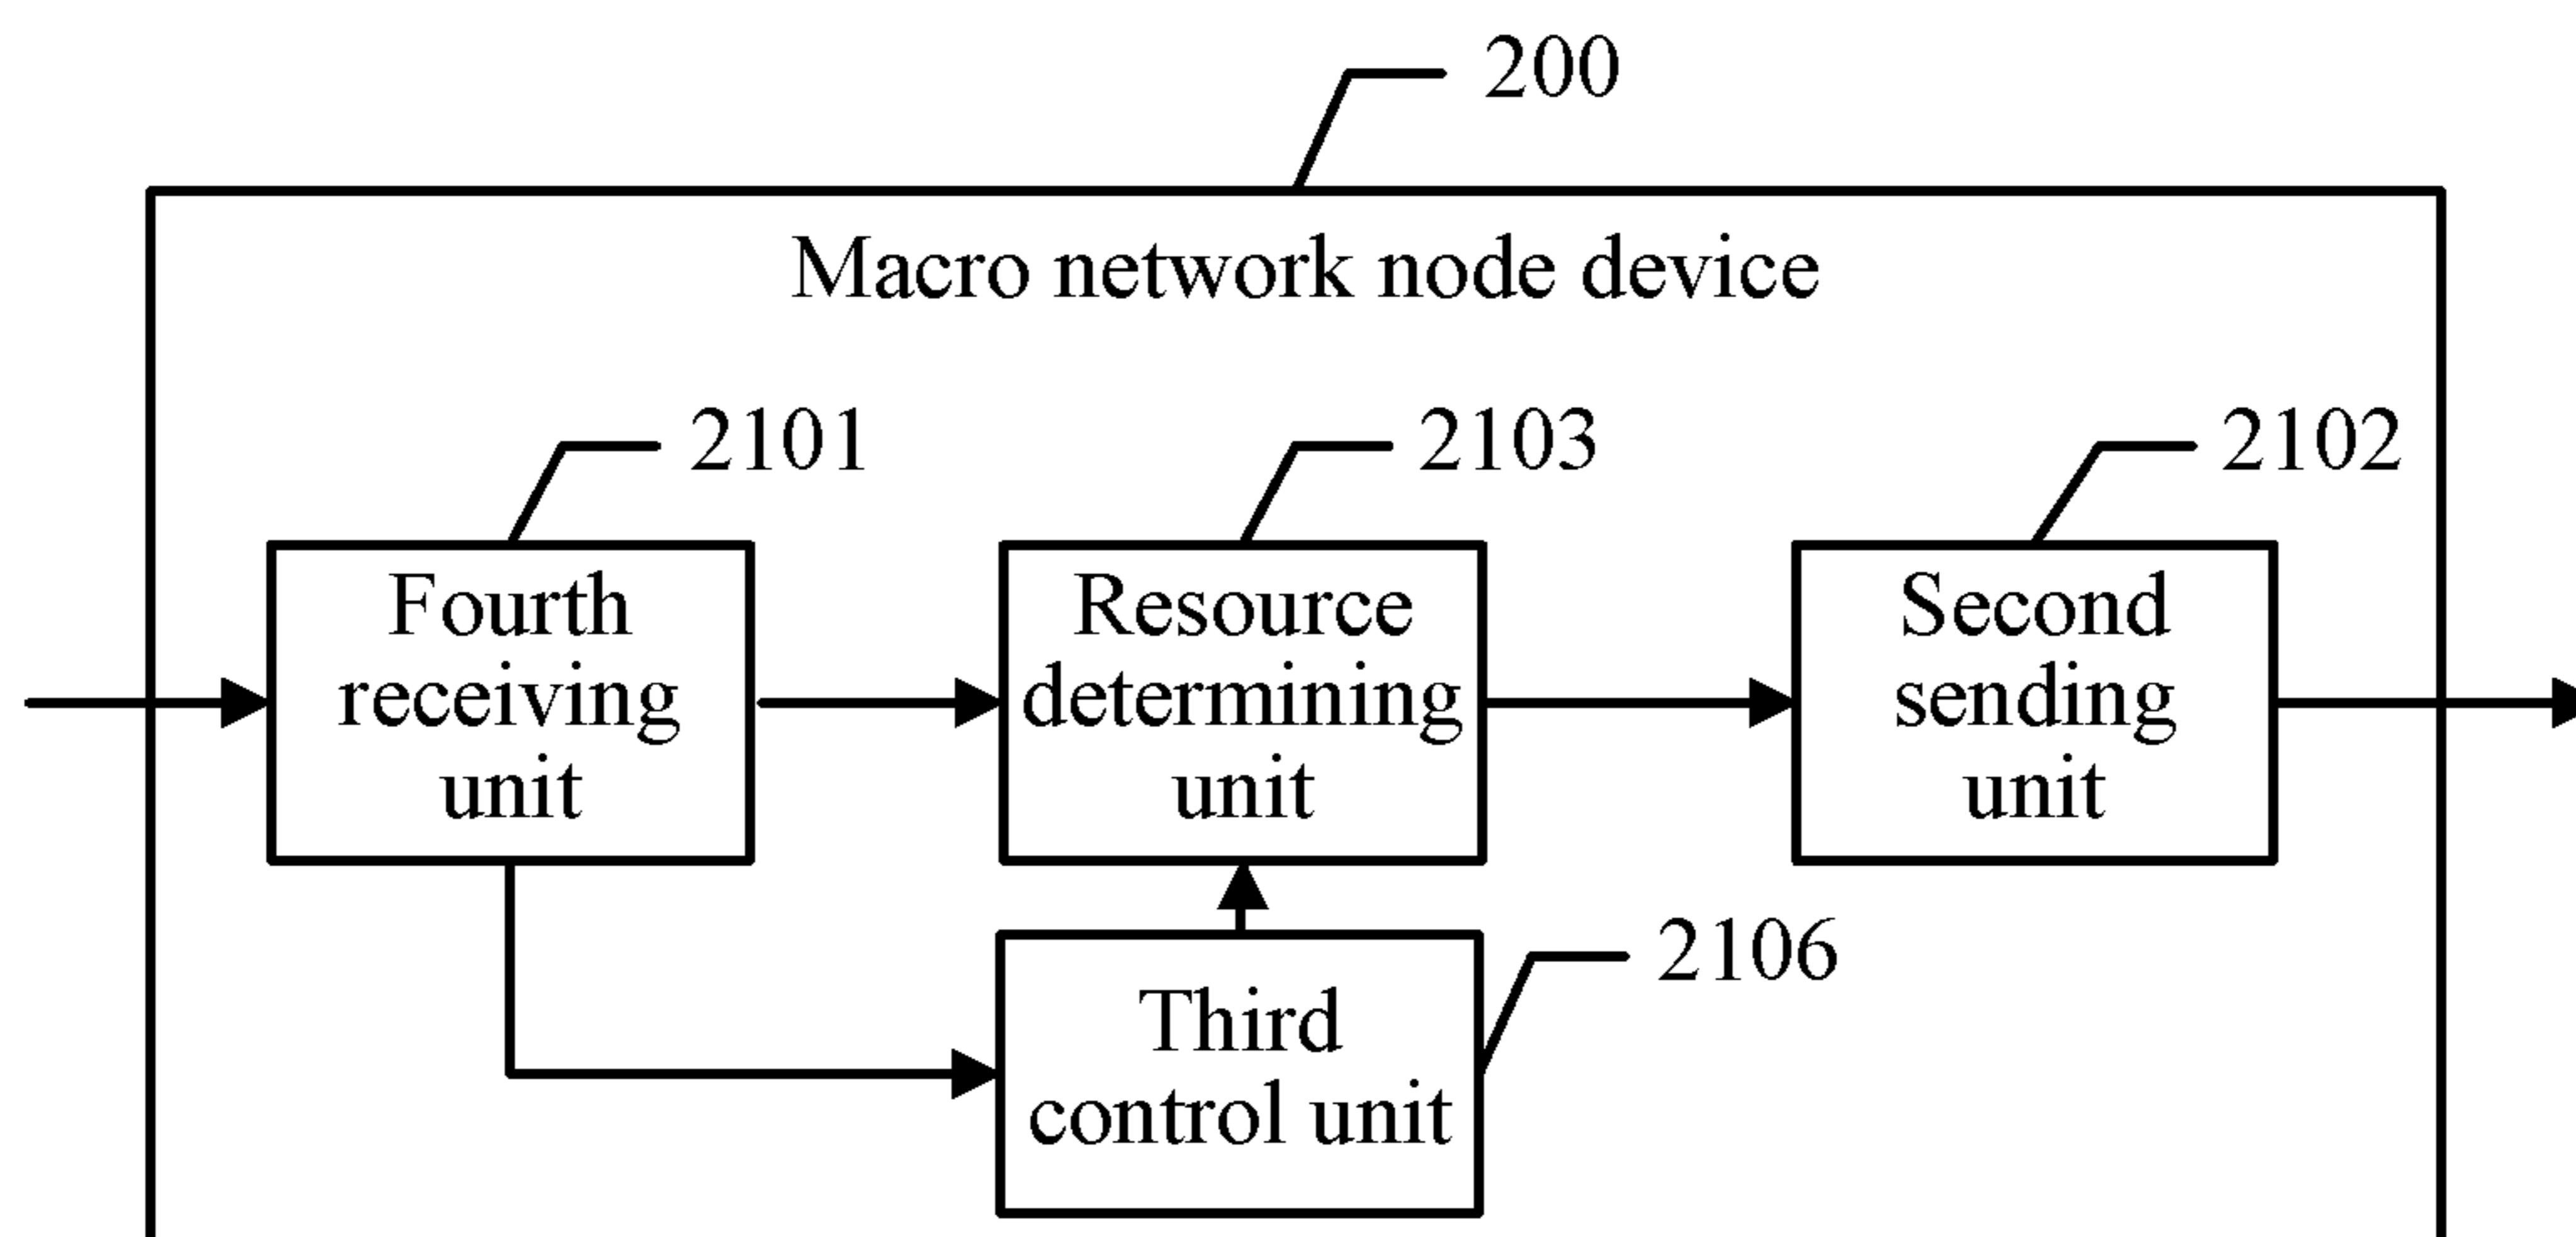 200
Macro network node device
2101
2103
2102
Fourth
receiving
unit
Resource
determining
unit
Second
sending
unit
2106
Third
control unit